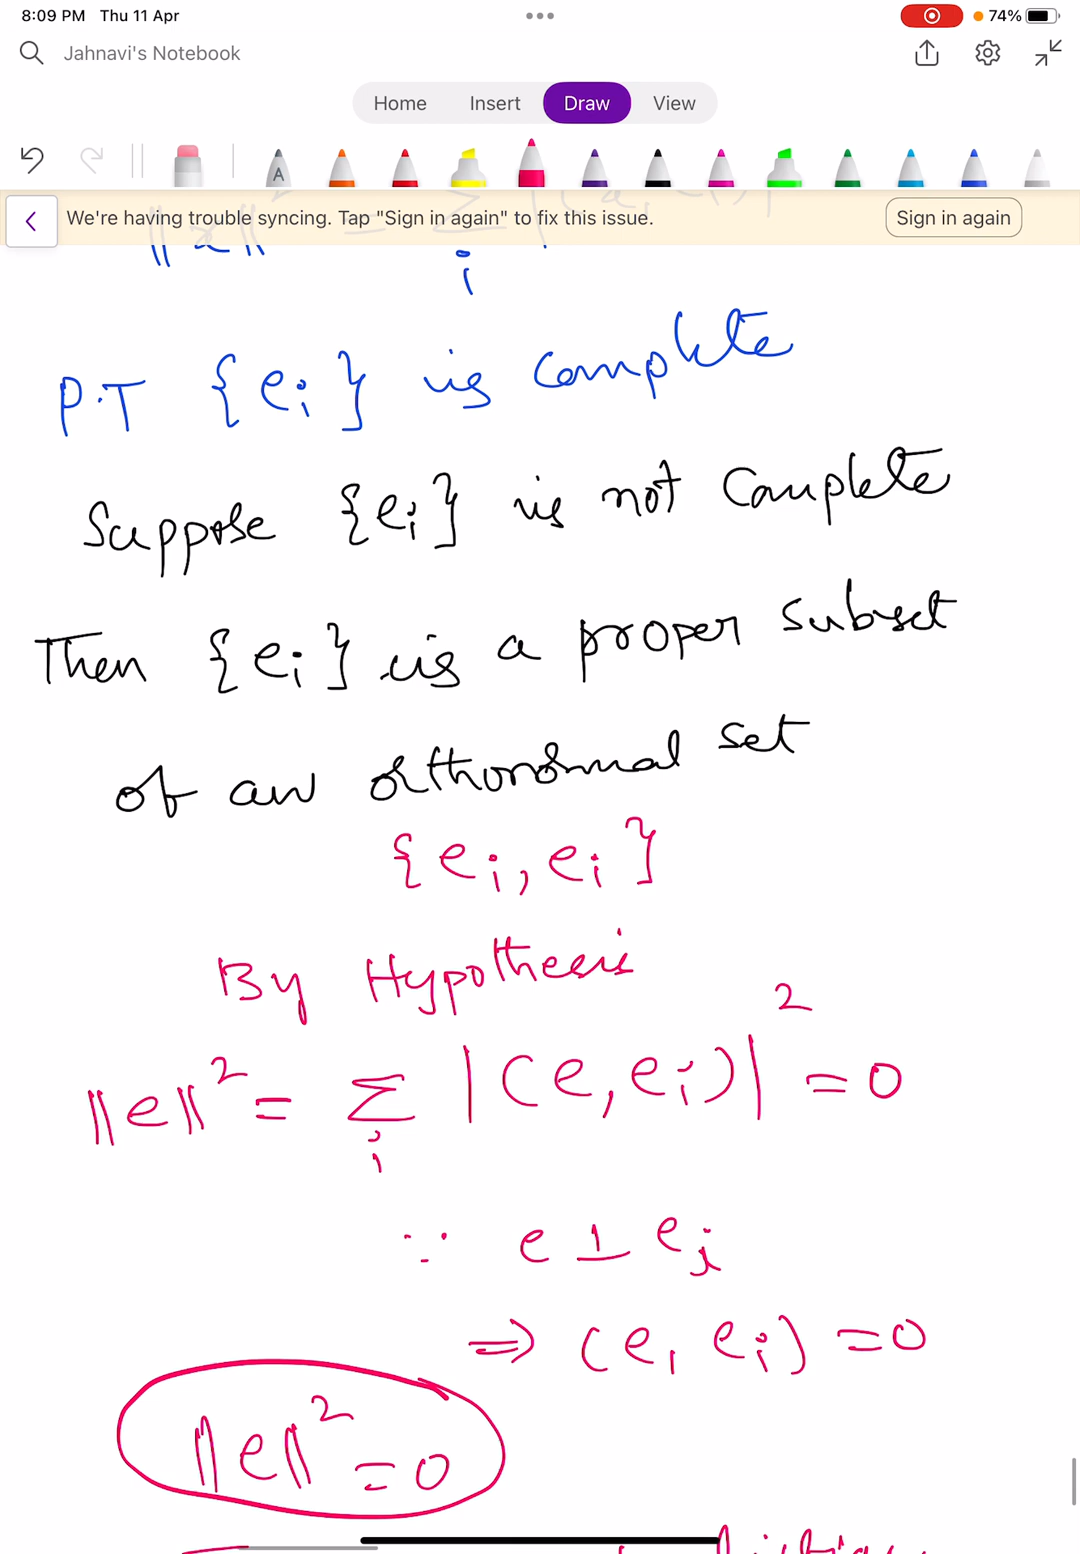 8:09 PM Thu 11 Apr
74%
Jahnavi's Notebook
Home Insert Draw View
A
We're having trouble syncing. Tap "Sign in again" to fix this issue.
Sign in again
||x||² = Σ
i
P.T {ei} is complete
Suppose {ei} is not Complete
Then {ei} is a proper subset
of an orthonormal set
{ei, ei}
By Hypothesis
||e||² = Σ |(e, ei)|² = 0
i
∵ e ⊥ ei
⇒ (e, ei) = 0
||e||² = 0